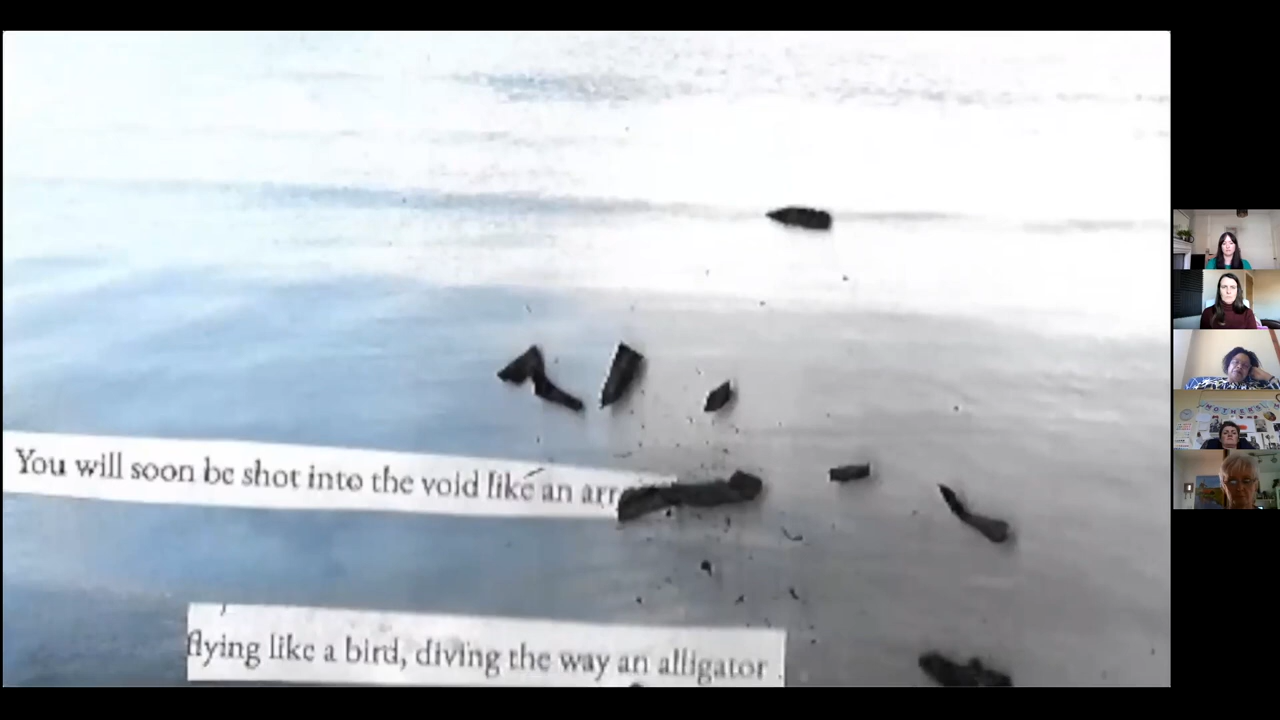 You will soon be shot into the void like an arr
flying like a bird, diving the way an alligator
MOTHERS